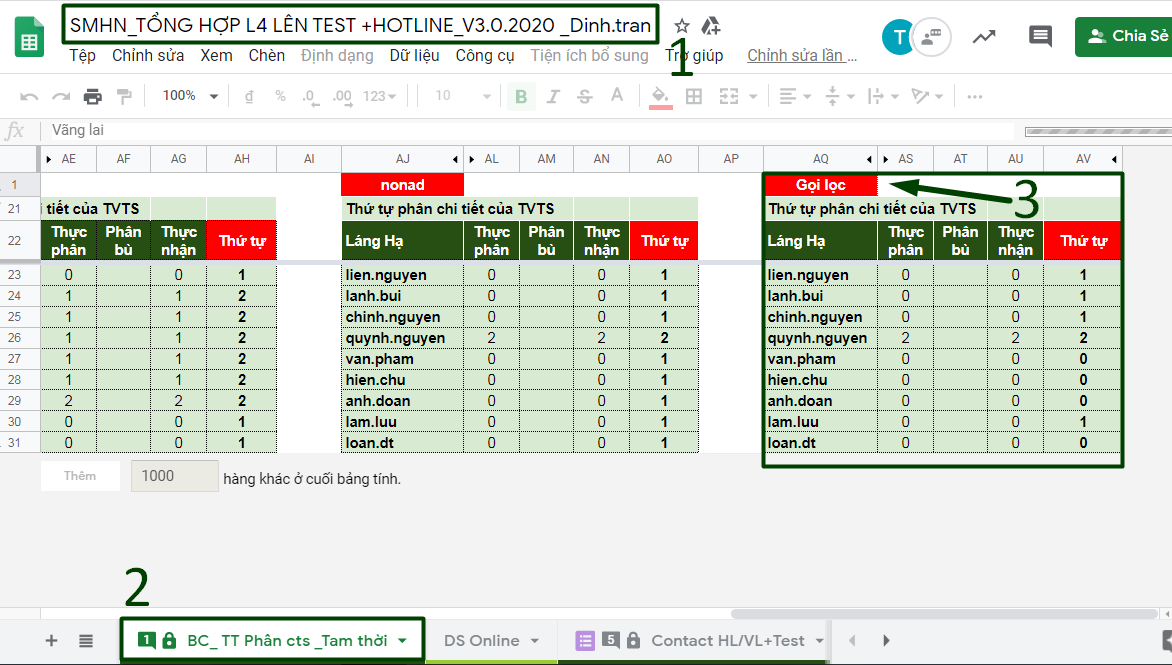 SMHN_TỔNG HỢP L4 LÊN TEST +HOTLINE_V3.0.2020 _Dinh.tran
T
Chia Sẻ
1
Tệp Chỉnh sửa Xem Chèn Định dạng Dữ liệu Công cụ Tiện ích bổ sung Trợ giúp Chỉnh sửa lần ...
100% đ % .0 .00 123 10 B I S A ...
fx Vãng lai
AE AF AG AH AI AJ AL AM AN AO AP AQ AS AT AU AV
1 nonad Gọi lọc
3
21 i tiết của TVTS Thứ tự phân chi tiết của TVTS Thứ tự phân chi tiết của TVTS
22 Thực phân Phân bù Thực nhận Thứ tự Láng Hạ Thực phân Phân bù Thực nhận Thứ tự Láng Hạ Thực phân Phân bù Thực nhận Thứ tự
23 0 0 1 lien.nguyen 0 0 1 lien.nguyen 0 0 1
24 1 1 2 lanh.bui 0 0 1 lanh.bui 0 0 1
25 1 1 2 chinh.nguyen 0 0 1 chinh.nguyen 0 0 1
26 1 1 2 quynh.nguyen 2 2 2 quynh.nguyen 2 2 2
27 1 1 2 van.pham 0 0 1 van.pham 0 0 0
28 1 1 2 hien.chu 0 0 1 hien.chu 0 0 0
29 2 2 2 anh.doan 0 0 1 anh.doan 0 0 0
30 0 0 1 lam.luu 0 0 1 lam.luu 0 0 1
31 0 0 1 loan.dt 0 0 1 loan.dt 0 0 0
Thêm 1000 hàng khác ở cuối bảng tính.
2
1 BC_ TT Phân cts _Tam thời DS Online 5 Contact HL/VL+Test